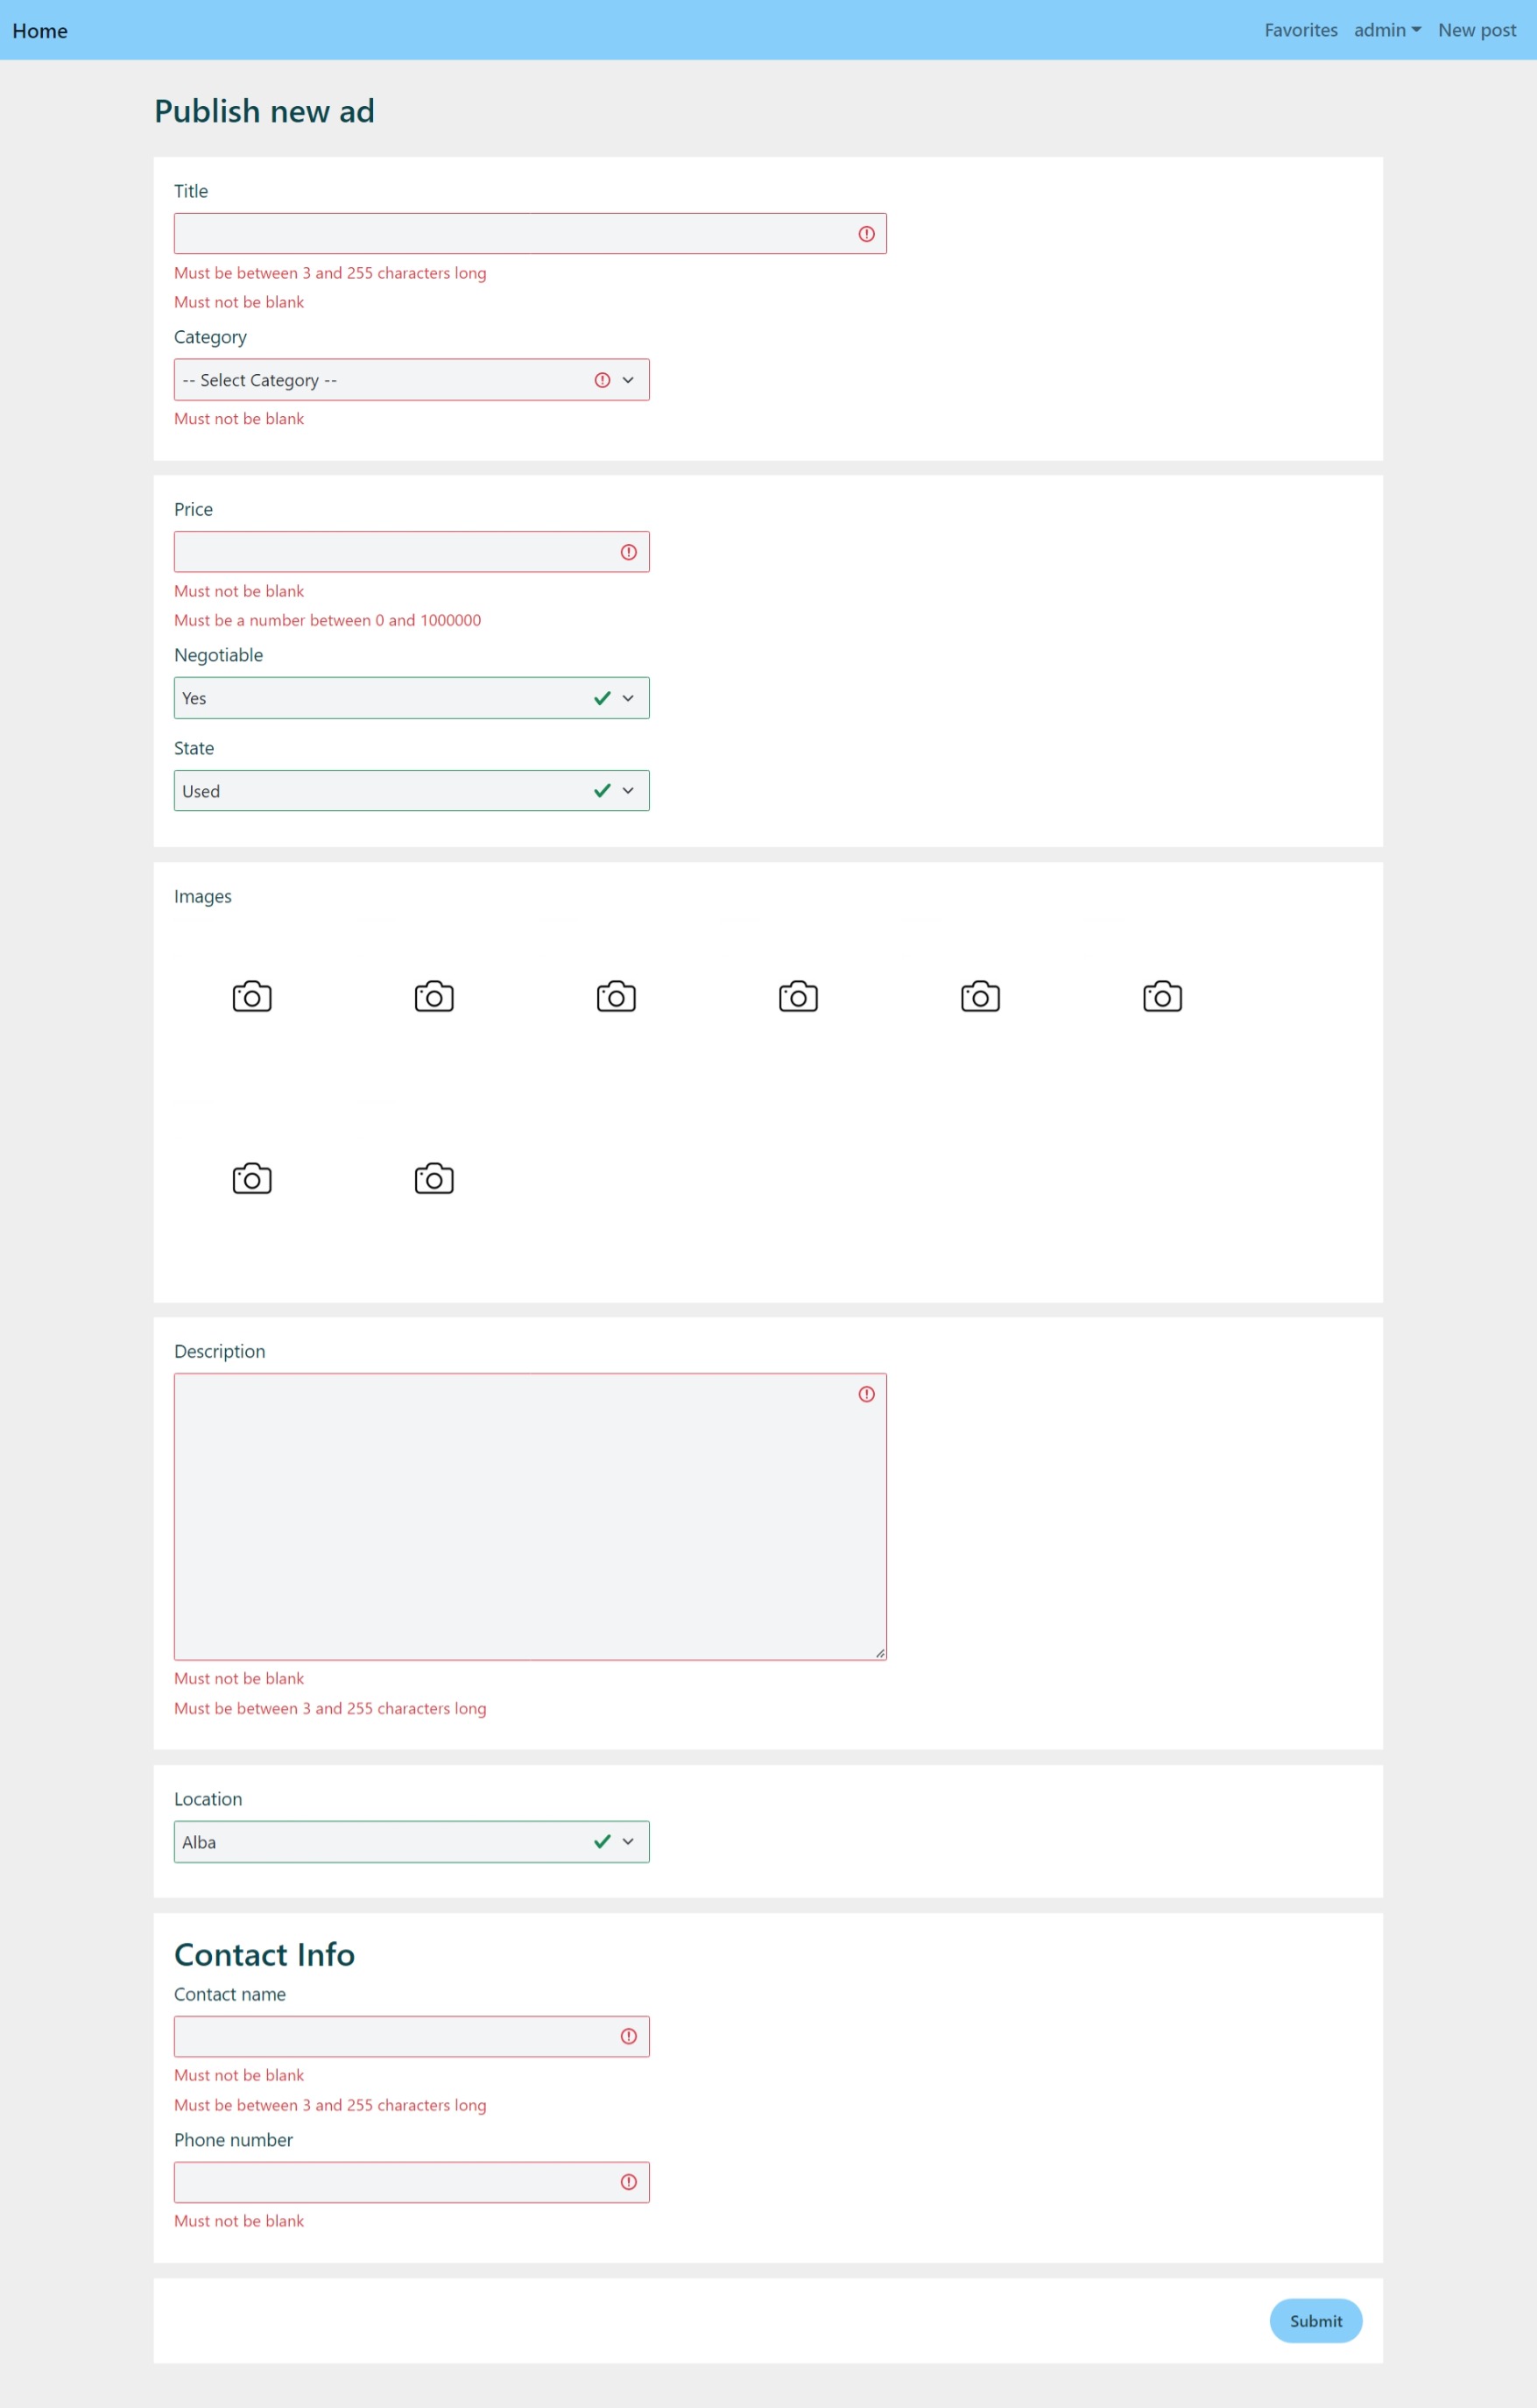 Home Favorites admin New post
Publish new ad
Title
Must be between 3 and 255 characters long
Must not be blank
Category
-- Select Category --
Must not be blank
Price
Must not be blank
Must be a number between 0 and 1000000
Negotiable
Yes
State
Used
Images
Description
Must not be blank
Must be between 3 and 255 characters long
Location
Alba
Contact Info
Contact name
Must not be blank
Must be between 3 and 255 characters long
Phone number
Must not be blank
Submit